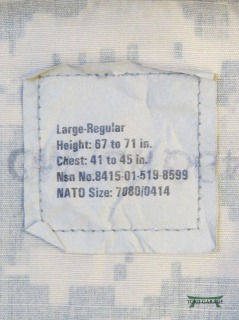 Large-Regular
Height: 67 to 71 in.
Chest: 41 to 45 in.
Nsn No.8415-01-519-8599
NATO Size: 7080/0414